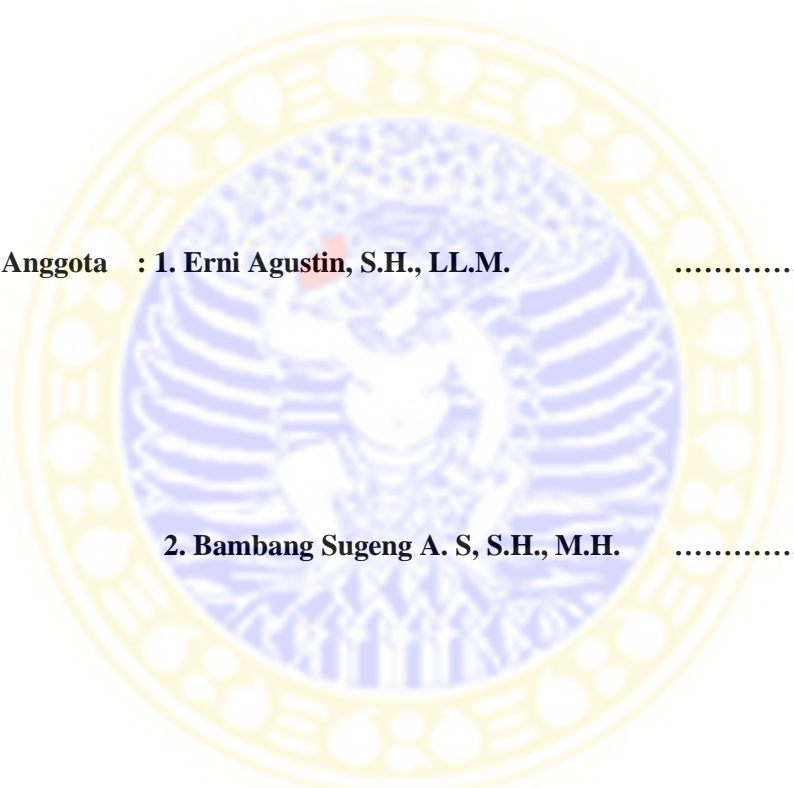 Anggota : 1. Erni Agustin, S.H., LL.M. .............
2. Bambang Sugeng A. S, S.H., M.H. .............